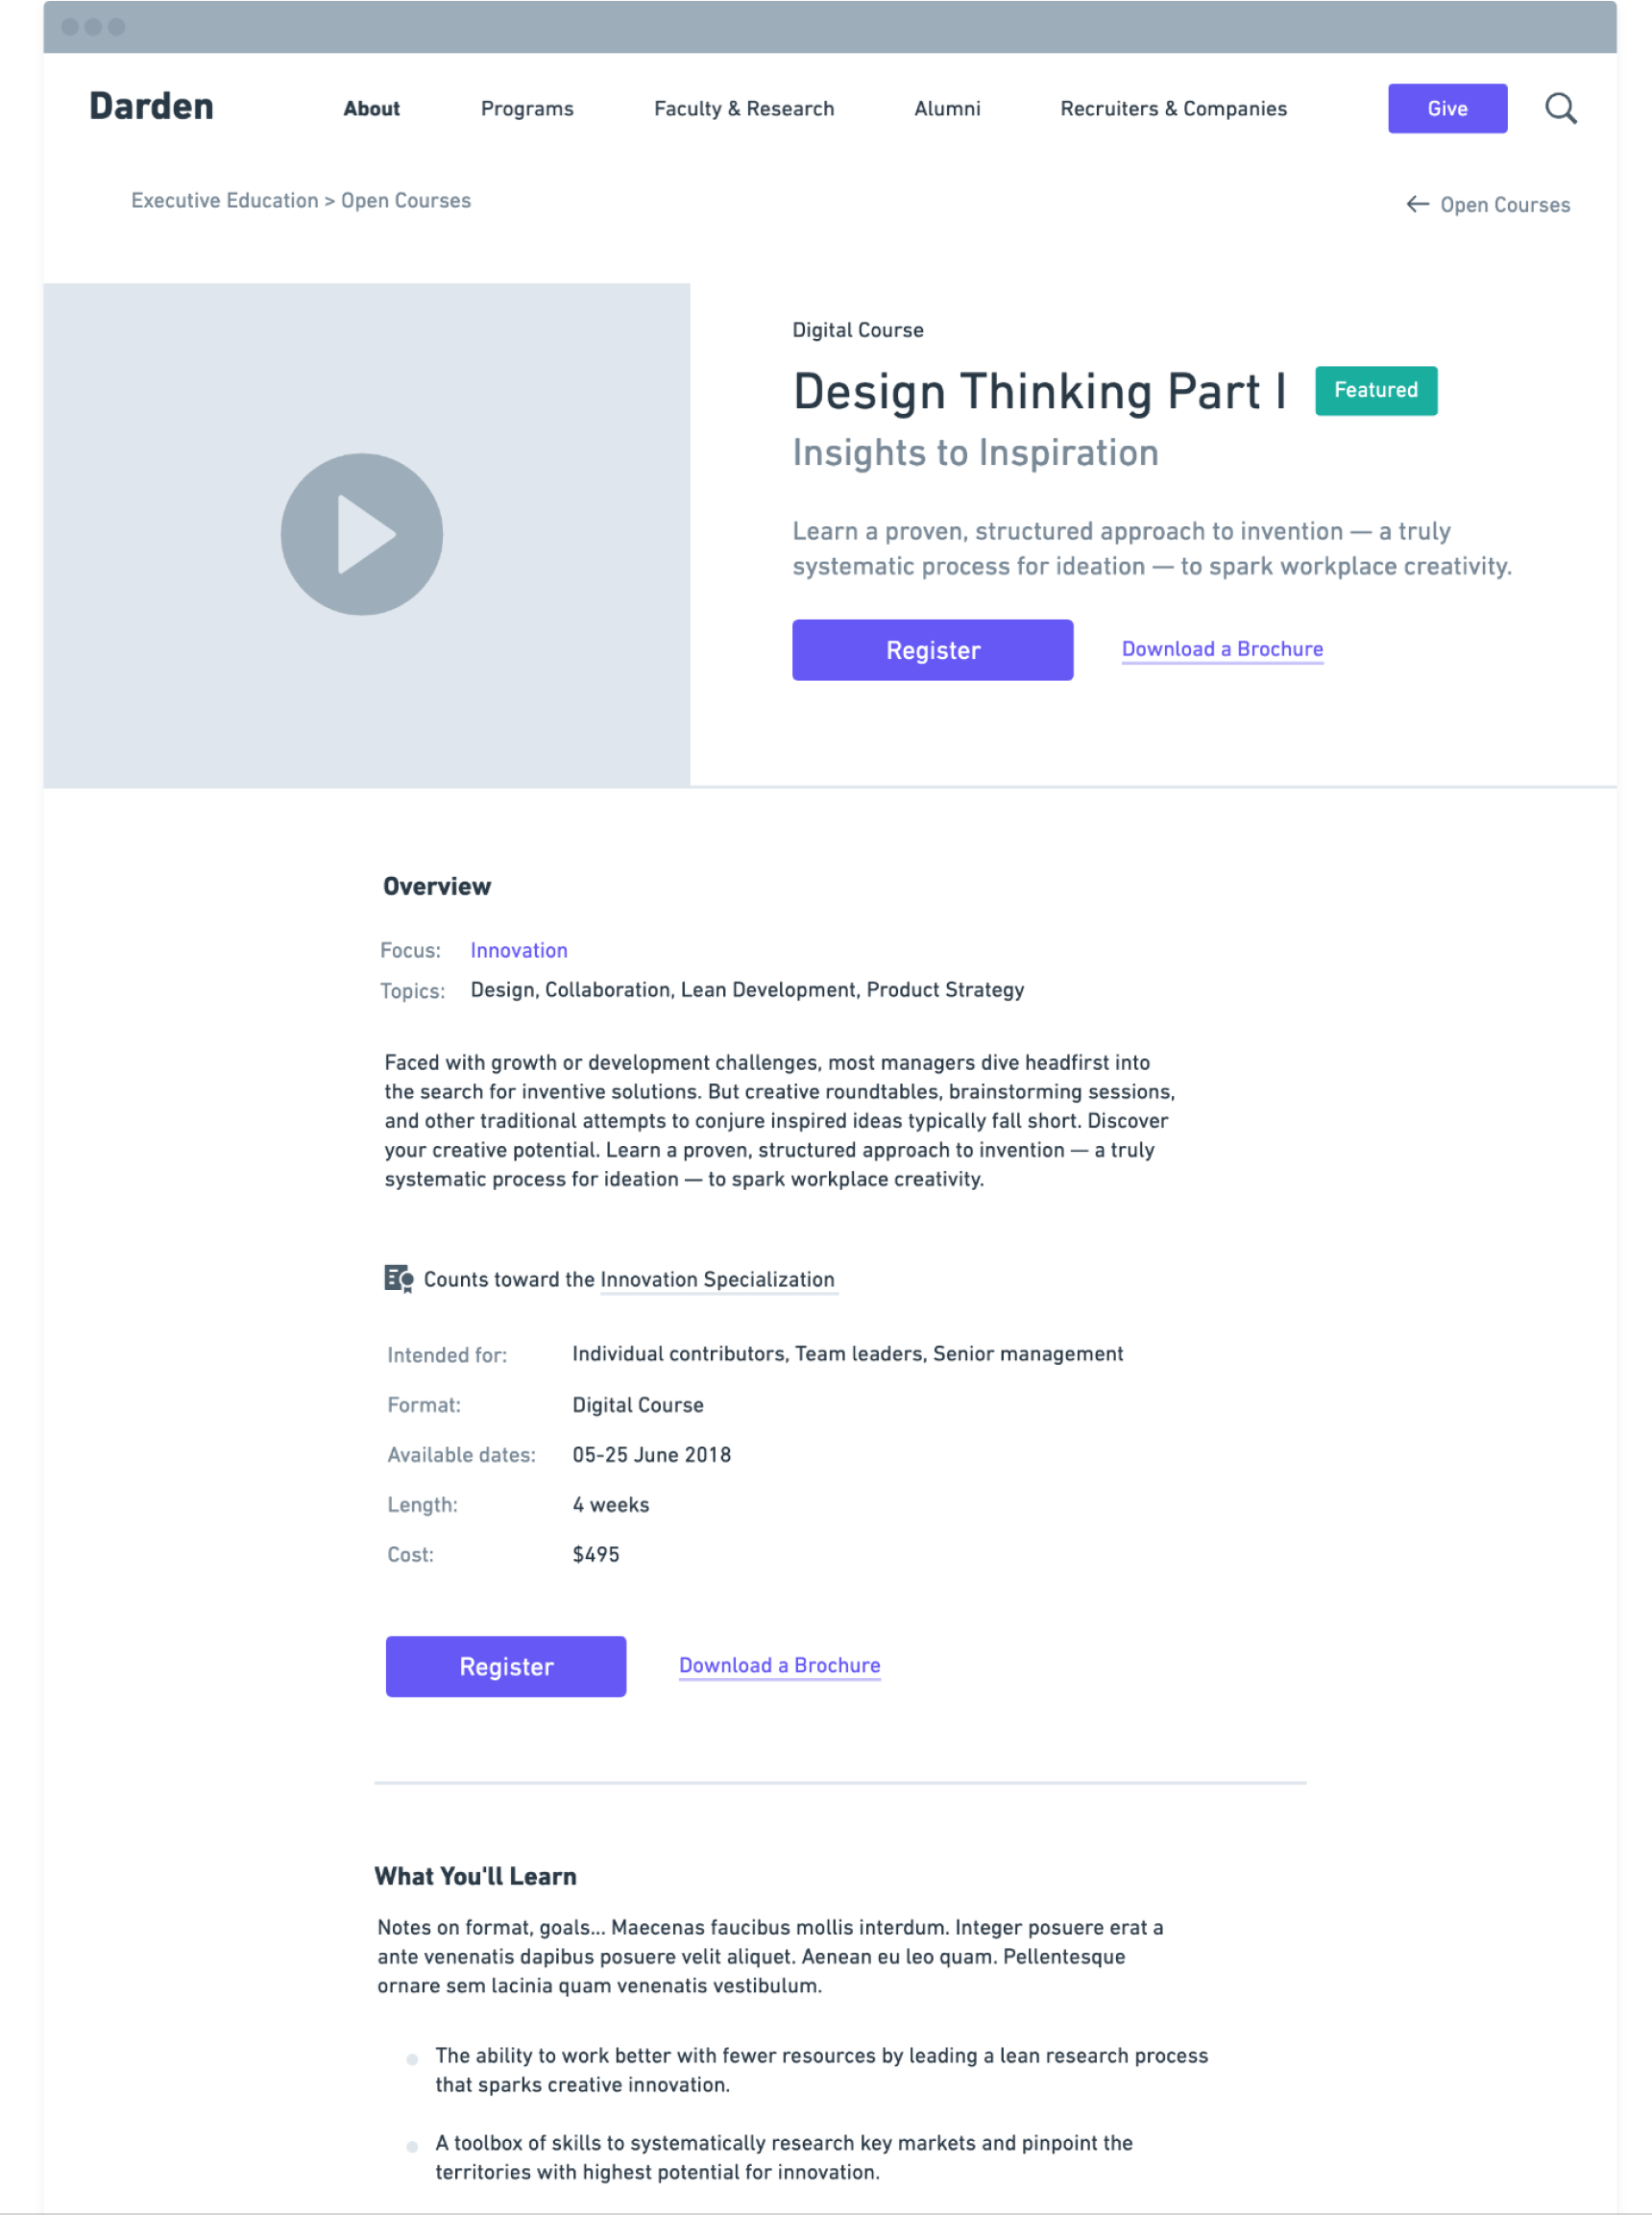 Darden
About
Programs
Faculty & Research
Alumni
Recruiters & Companies
Give
Executive Education > Open Courses
← Open Courses
Digital Course
Design Thinking Part I
Featured
Insights to Inspiration
Learn a proven, structured approach to invention — a truly
systematic process for ideation — to spark workplace creativity.
Register
Download a Brochure
Overview
Focus: Innovation
Topics: Design, Collaboration, Lean Development, Product Strategy
Faced with growth or development challenges, most managers dive headfirst into
the search for inventive solutions. But creative roundtables, brainstorming sessions,
and other traditional attempts to conjure inspired ideas typically fall short. Discover
your creative potential. Learn a proven, structured approach to invention — a truly
systematic process for ideation — to spark workplace creativity.
Counts toward the Innovation Specialization
Intended for: Individual contributors, Team leaders, Senior management
Format: Digital Course
Available dates: 05-25 June 2018
Length: 4 weeks
Cost: $495
Register
Download a Brochure
What You'll Learn
Notes on format, goals... Maecenas faucibus mollis interdum. Integer posuere erat a
ante venenatis dapibus posuere velit aliquet. Aenean eu leo quam. Pellentesque
ornare sem lacinia quam venenatis vestibulum.
The ability to work better with fewer resources by leading a lean research process
that sparks creative innovation.
A toolbox of skills to systematically research key markets and pinpoint the
territories with highest potential for innovation.